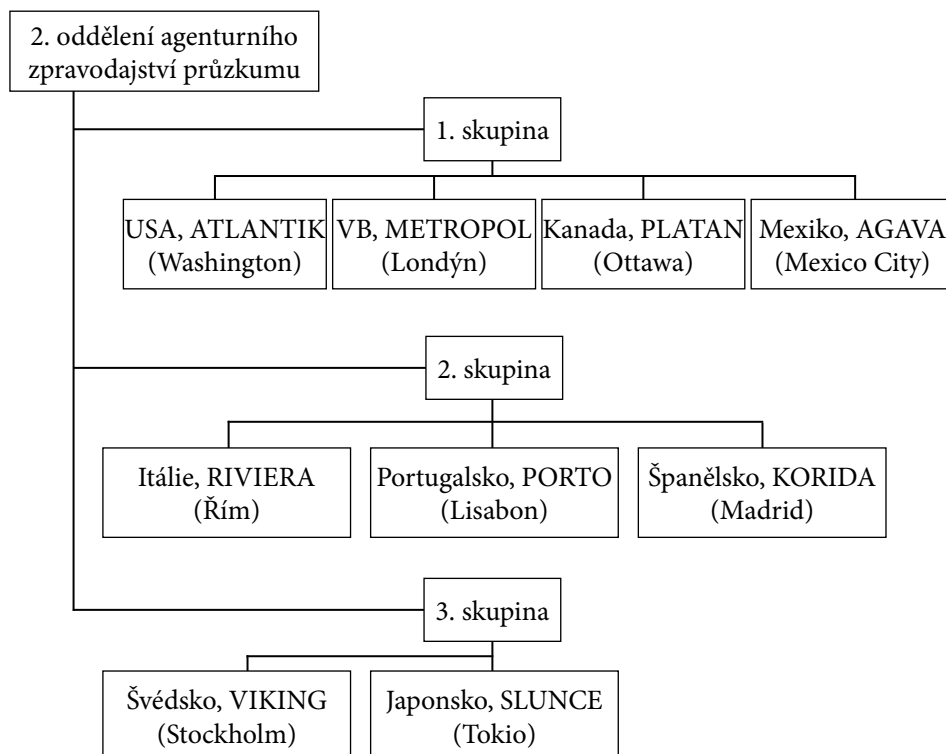 2. oddělení agenturního
zpravodajství průzkumu
1. skupina
USA, ATLANTIK
(Washington)
VB, METROPOL
(Londýn)
Kanada, PLATAN
(Ottawa)
Mexiko, AGAVA
(Mexico City)
2. skupina
Itálie, RIVIERA
(Řím)
Portugalsko, PORTO
(Lisabon)
Španělsko, KORIDA
(Madrid)
3. skupina
Švédsko, VIKING
(Stockholm)
Japonsko, SLUNCE
(Tokio)